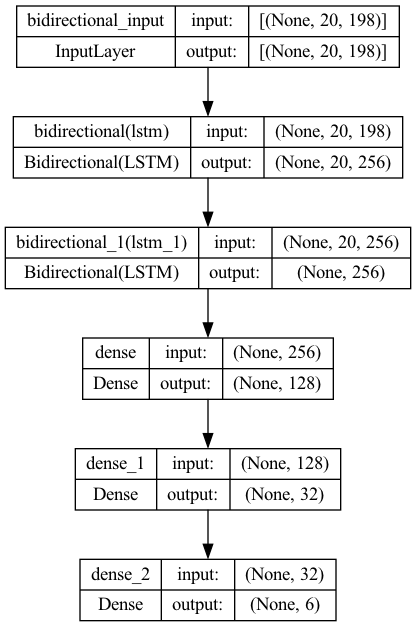 bidirectional_input input: [(None, 20, 198)]
InputLayer output: [(None, 20, 198)]
bidirectional(lstm) input: (None, 20, 198)
Bidirectional(LSTM) output: (None, 20, 256)
bidirectional_1(lstm_1) input: (None, 20, 256)
Bidirectional(LSTM) output: (None, 256)
dense input: (None, 256)
Dense output: (None, 128)
dense_1 input: (None, 128)
Dense output: (None, 32)
dense_2 input: (None, 32)
Dense output: (None, 6)